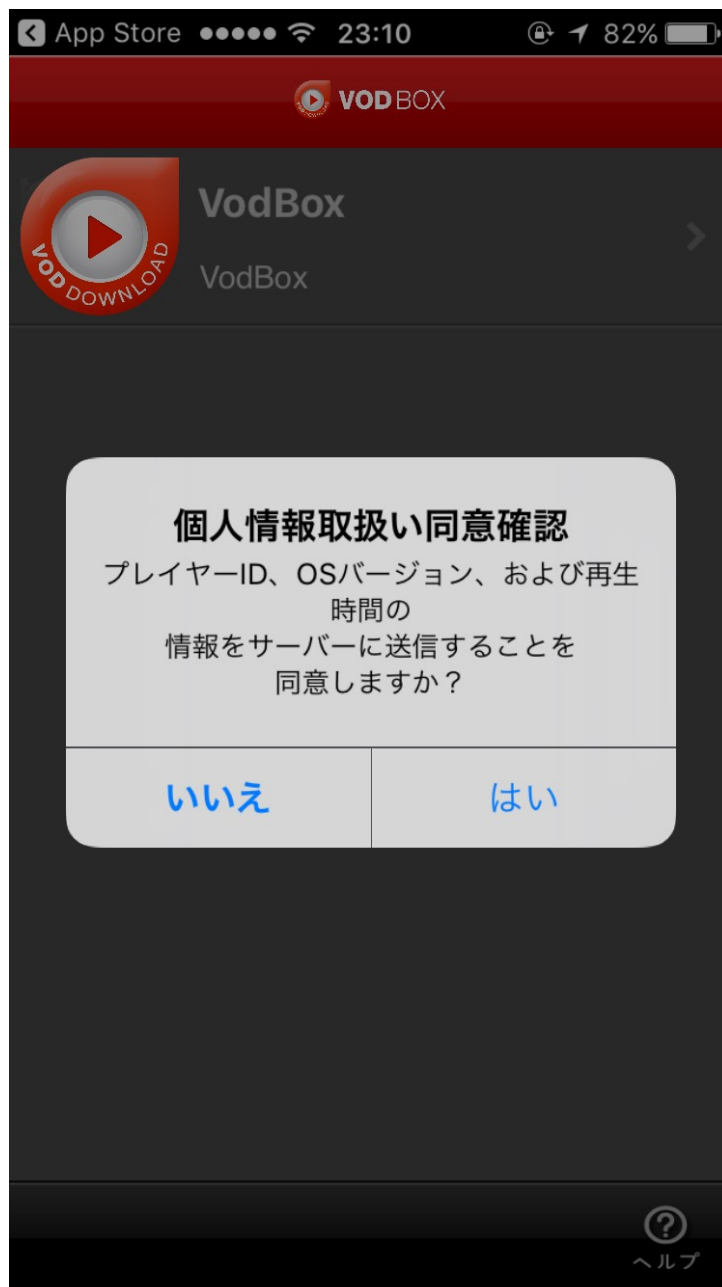 App Store 23:10 82%
VODBOX
VodBox
VodBox
VOD DOWNLOAD
個人情報取扱い同意確認
プレイヤーID、OSバージョン、および再生
時間の
情報をサーバーに送信することを
同意しますか？
いいえ はい
ヘルプ